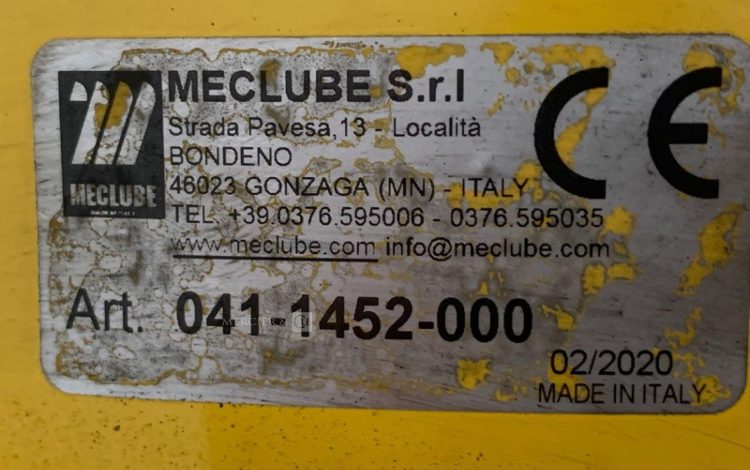 MECLUBE S.r.l
Strada Pavesa,13 - Località
BONDENO
46023 GONZAGA (MN) - ITALY
TEL. +39.0376.595006 - 0376.595035
www.meclube.com info@meclube.com
MECLUBE
Art. 041 1452-000
02/2020
MADE IN ITALY
CE